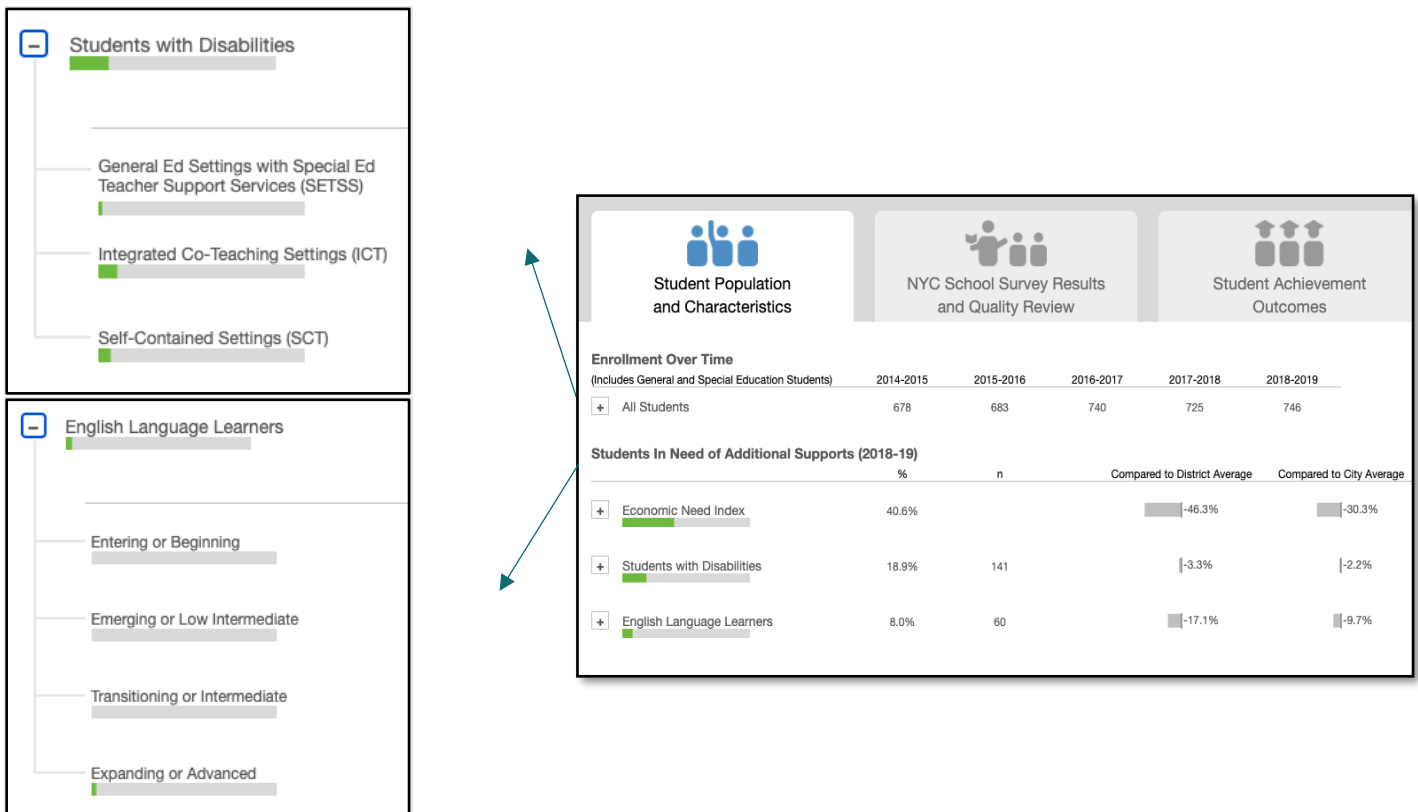 Students with Disabilities
General Ed Settings with Special Ed
Teacher Support Services (SETSS)
Integrated Co-Teaching Settings (ICT)
Self-Contained Settings (SCT)
English Language Learners
Entering or Beginning
Emerging or Low Intermediate
Transitioning or Intermediate
Expanding or Advanced
Student Population
and Characteristics
NYC School Survey Results
and Quality Review
Student Achievement
Outcomes
Enrollment Over Time
(Includes General and Special Education Students) 2014-2015 2015-2016 2016-2017 2017-2018 2018-2019
+ All Students 678 683 740 725 746
Students In Need of Additional Supports (2018-19)
% n Compared to District Average Compared to City Average
+ Economic Need Index 40.6% -46.3% -30.3%
+ Students with Disabilities 18.9% 141 -3.3% -2.2%
+ English Language Learners 8.0% 60 -17.1% -9.7%